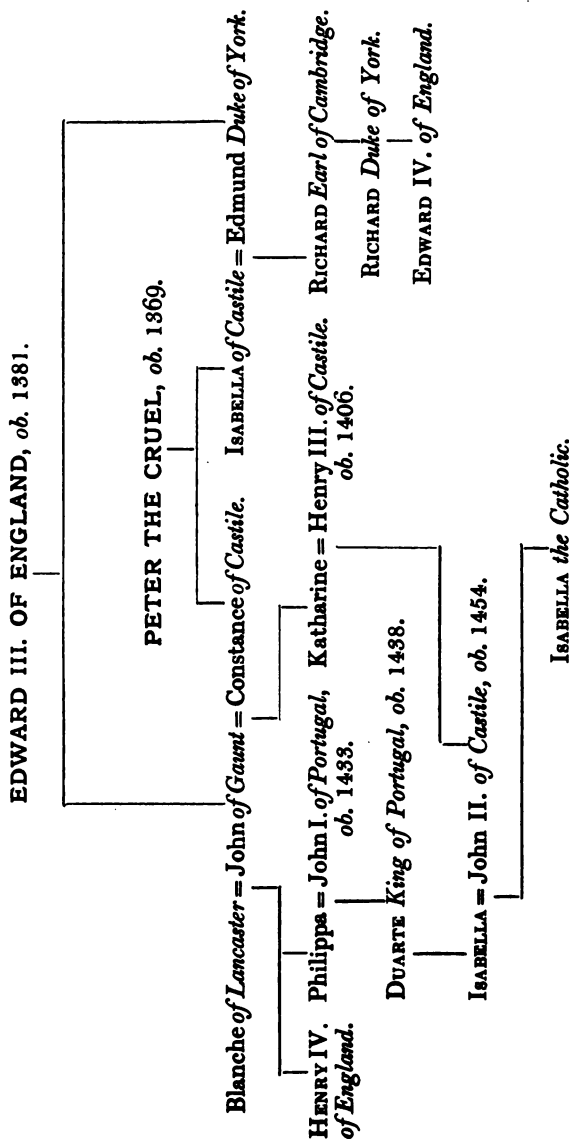 EDWARD III. OF ENGLAND, ob. 1381.
PETER THE CRUEL, ob. 1369.
Blanche of Lancaster = John of Gaunt = Constance of Castile. ISABELLA of Castile = Edmund Duke of York.
HENRY IV. Philippa = John I. of Portugal, Katharine = Henry III. of Castile. RICHARD Earl of Cambridge.
of England. ob. 1433. ob. 1406.
DUARTE King of Portugal, ob. 1438. RICHARD Duke of York.
ISABELLA = John II. of Castile, ob. 1454. EDWARD IV. of England.
ISABELLA the Catholic.